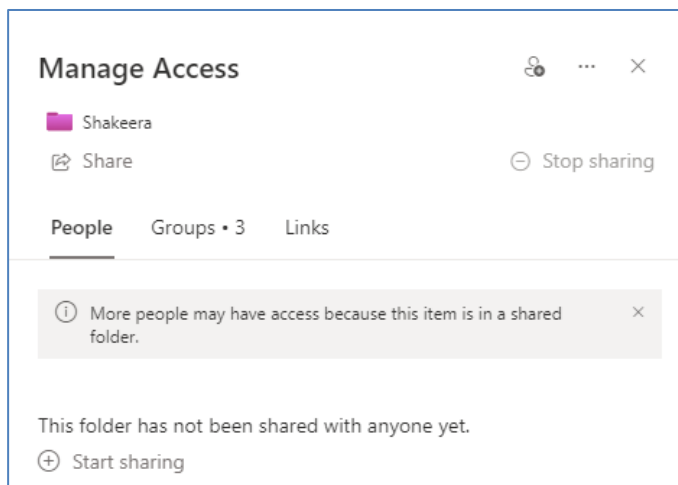 Manage Access
Shakeera
Share
Stop sharing
People Groups • 3 Links
More people may have access because this item is in a shared
folder.
This folder has not been shared with anyone yet.
Start sharing